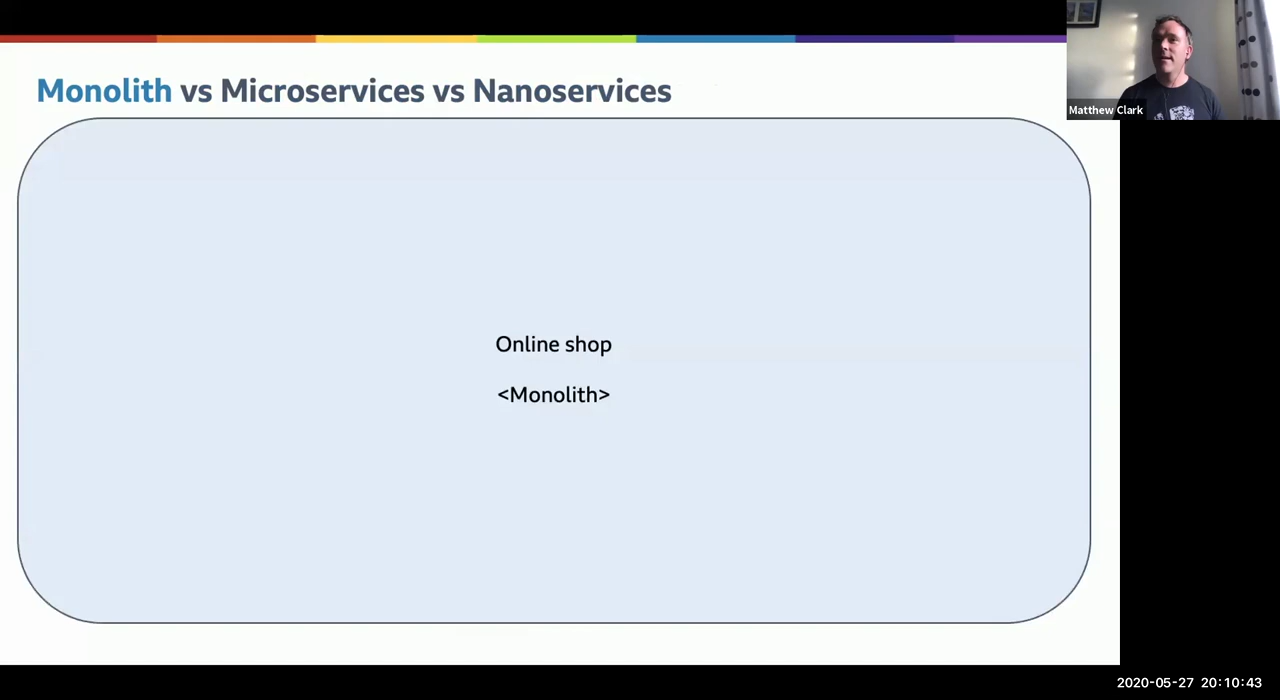 Monolith vs Microservices vs Nanoservices
Matthew Clark
Online shop
<Monolith>
2020-05-27 20:10:43